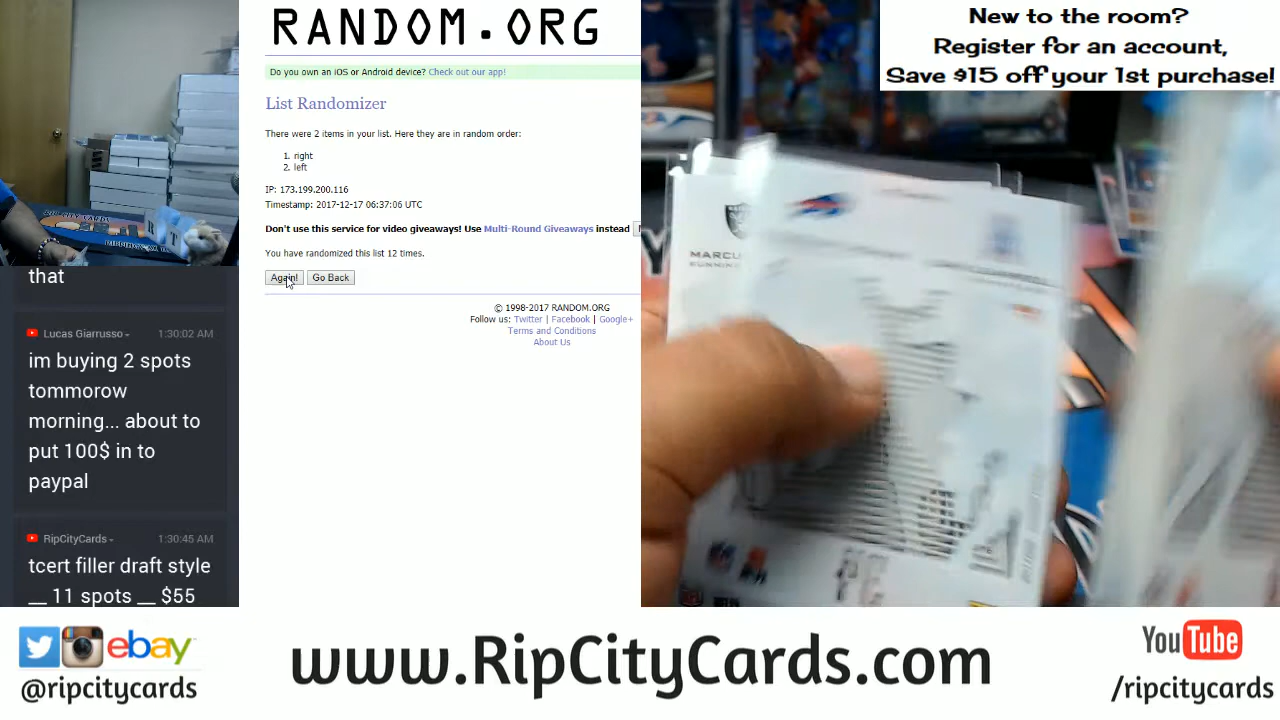 RANDOM.ORG
Do you own an iOS or Android device? Check out our app!
List Randomizer
There were 2 items in your list. Here they are in random order:
1. right
2. left
IP: 173.199.200.116
Timestamp: 2017-12-17 06:37:06 UTC
Don't use this service for video giveaways! Use Multi-Round Giveaways instead
You have randomized this list 12 times.
Again! Go Back
© 1998-2017 RANDOM.ORG
Follow us: Twitter | Facebook | Google+
Terms and Conditions
About Us
New to the room?
Register for an account,
Save $15 off your 1st purchase!
RIP CITY CARDS
that
Lucas Giarrusso 1:30:02 AM
im buying 2 spots
tommorow
morning... about to
put 100$ in to
paypal
RipCityCards 1:30:45 AM
tcert filler draft style
__ 11 spots __ $55
MARCU
ebay
@ripcitycards
www.RipCityCards.com
YouTube
/ripcitycards